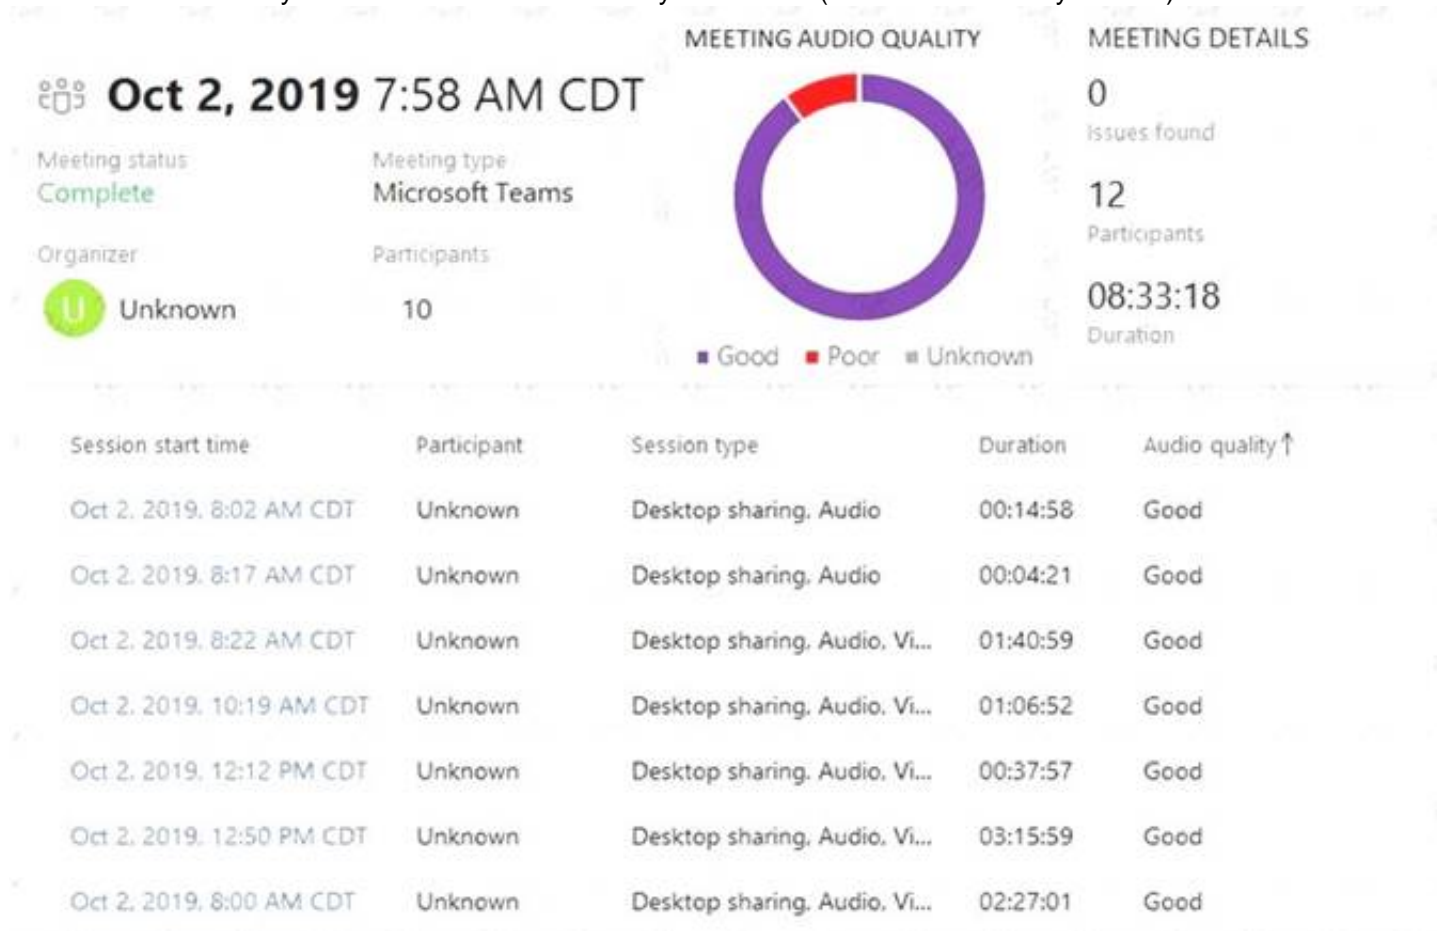 MEETING AUDIO QUALITY
MEETING DETAILS
Oct 2, 2019 7:58 AM CDT
0
Issues found
Meeting status
Meeting type
Complete
Microsoft Teams
12
Participants
Organizer
Participants
U Unknown
10
08:33:18
Duration
Good Poor Unknown
Session start time Participant Session type Duration Audio quality↑
Oct 2, 2019, 8:02 AM CDT Unknown Desktop sharing, Audio 00:14:58 Good
Oct 2, 2019, 8:17 AM CDT Unknown Desktop sharing, Audio 00:04:21 Good
Oct 2, 2019, 8:22 AM CDT Unknown Desktop sharing, Audio, Vi... 01:40:59 Good
Oct 2, 2019, 10:19 AM CDT Unknown Desktop sharing, Audio, Vi... 01:06:52 Good
Oct 2, 2019, 12:12 PM CDT Unknown Desktop sharing, Audio, Vi... 00:37:57 Good
Oct 2, 2019, 12:50 PM CDT Unknown Desktop sharing, Audio, Vi... 03:15:59 Good
Oct 2, 2019, 8:00 AM CDT Unknown Desktop sharing, Audio, Vi... 02:27:01 Good